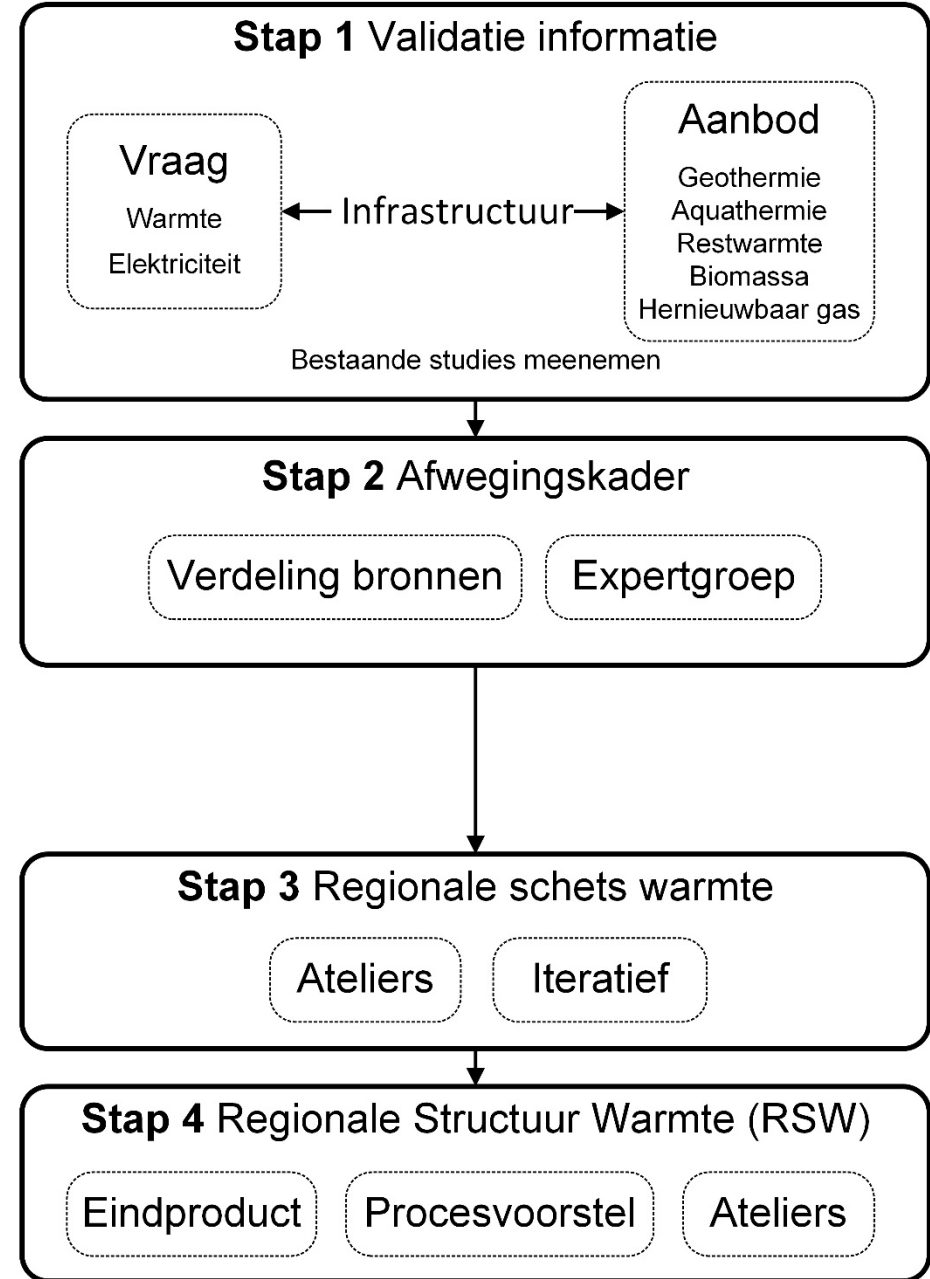 Stap 1 Validatie informatie
Vraag
Warmte
Elektriciteit
Infrastructuur
Aanbod
Geothermie
Aquathermie
Restwarmte
Biomassa
Hernieuwbaar gas
Bestaande studies meenemen
Stap 2 Afwegingskader
Verdeling bronnen
Expertgroep
Stap 3 Regionale schets warmte
Ateliers
Iteratief
Stap 4 Regionale Structuur Warmte (RSW)
Eindproduct
Procesvoorstel
Ateliers